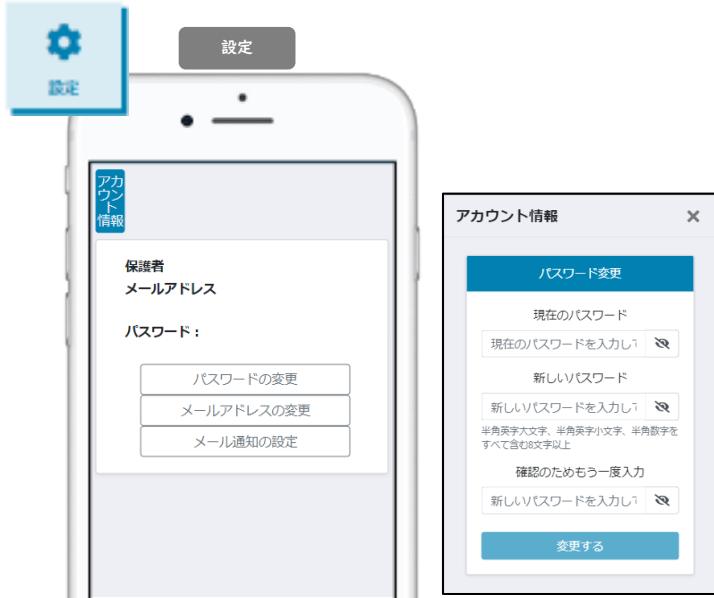 設定
設定
アカ
ウン
ト
情報
保護者
メールアドレス
パスワード：
パスワードの変更
メールアドレスの変更
メール通知の設定
アカウント情報
パスワード変更
現在のパスワード
現在のパスワードを入力して
新しいパスワード
新しいパスワードを入力して
半角英字大文字、半角英字小文字、半角数字を
すべて含む8文字以上
確認のためもう一度入力
新しいパスワードを入力して
変更する